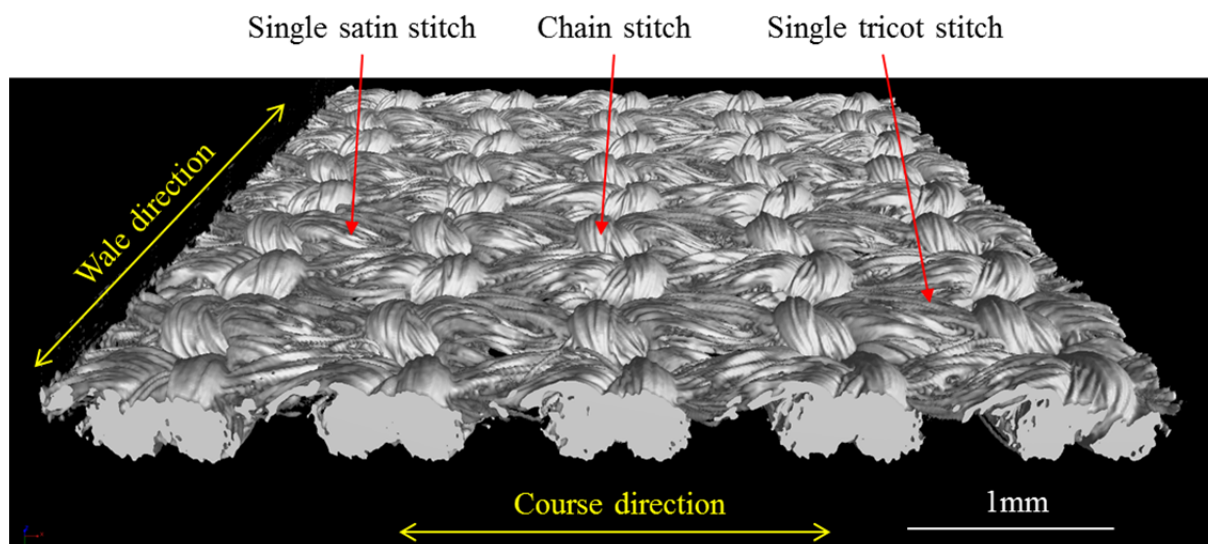 Single satin stitch
Chain stitch
Single tricot stitch
Wale direction
Course direction
1mm